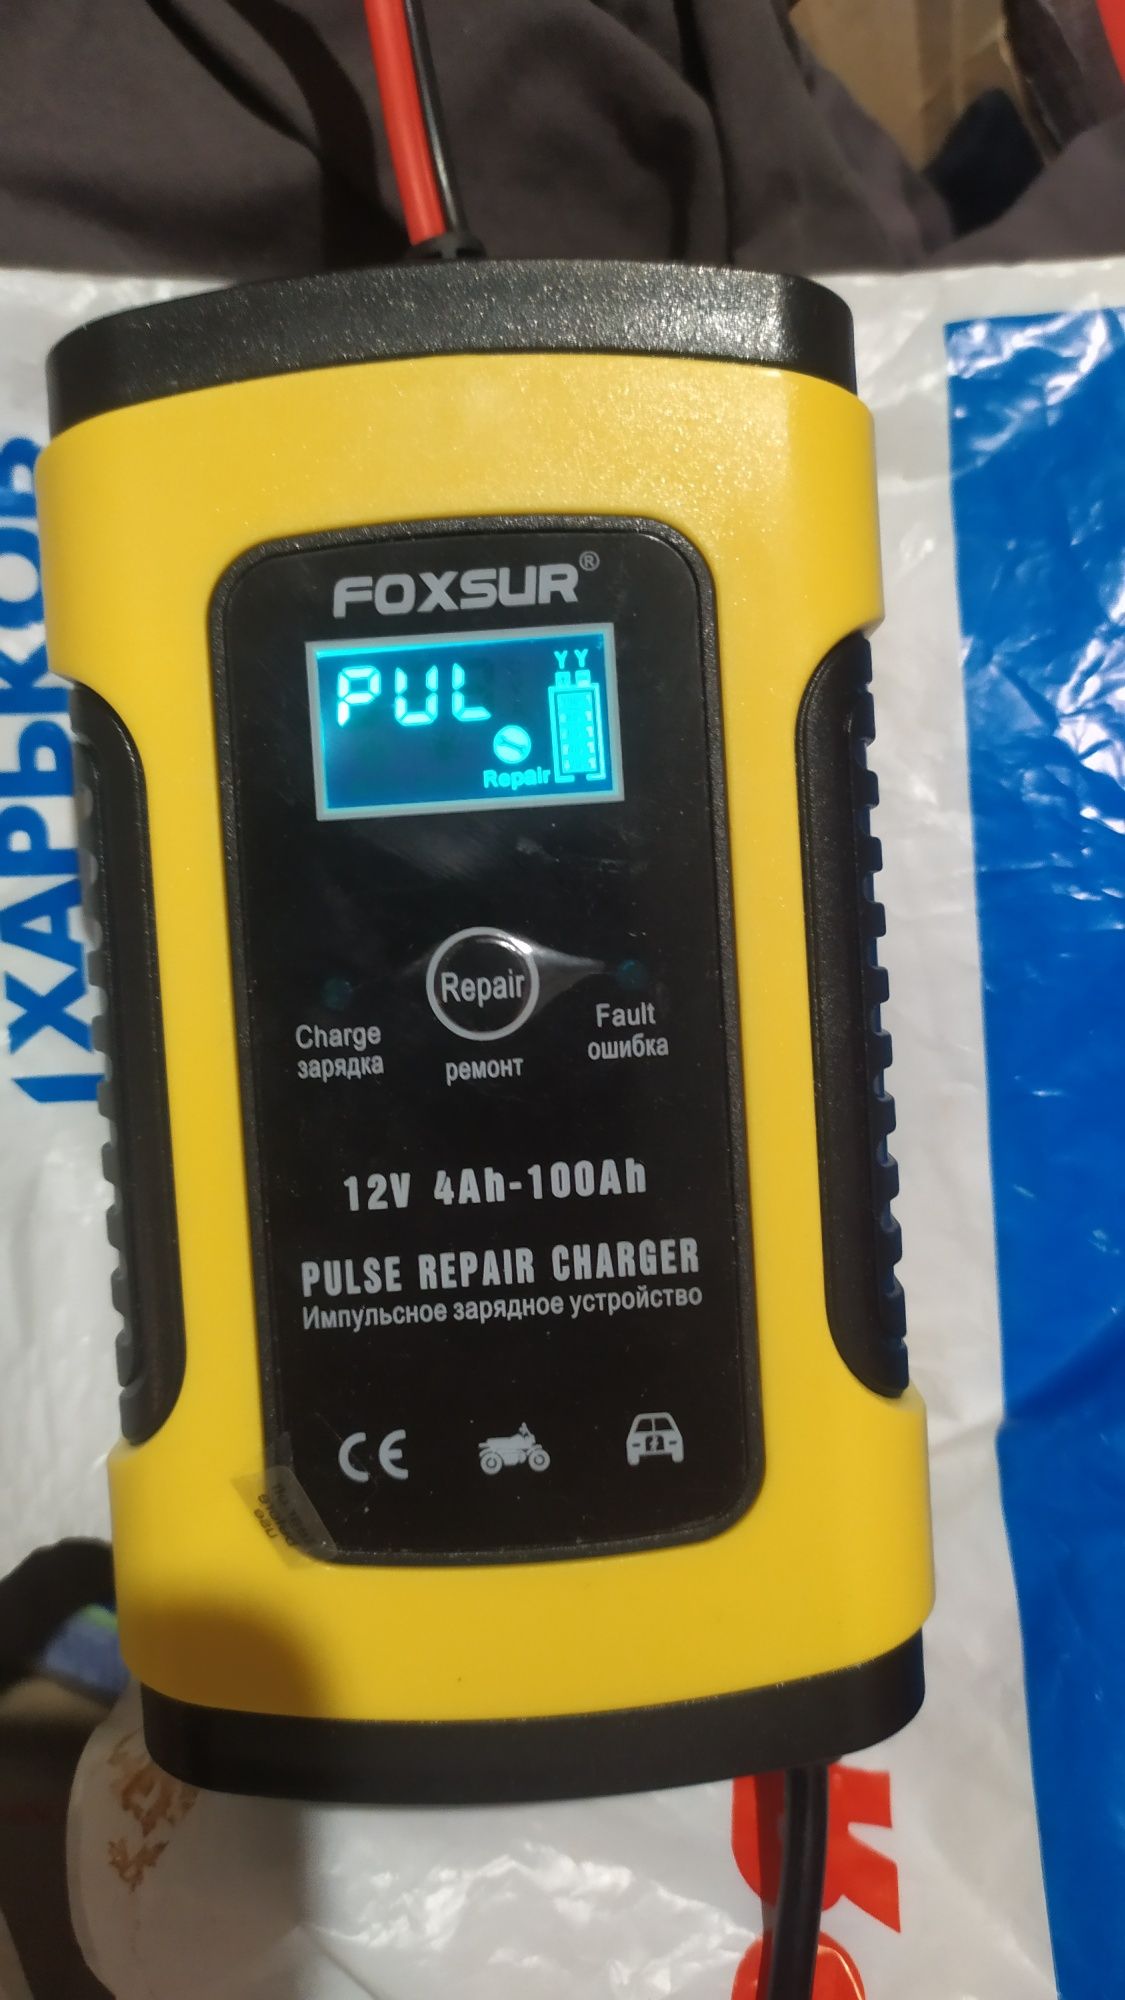 FOXSUR®
PUL
Repair
Repair
Charge
зарядка
ремонт
Fault
ошибка
12V 4Ah-100Ah
PULSE REPAIR CHARGER
Импульсное зарядное устройство
CE
ХАРЬКОВЬ